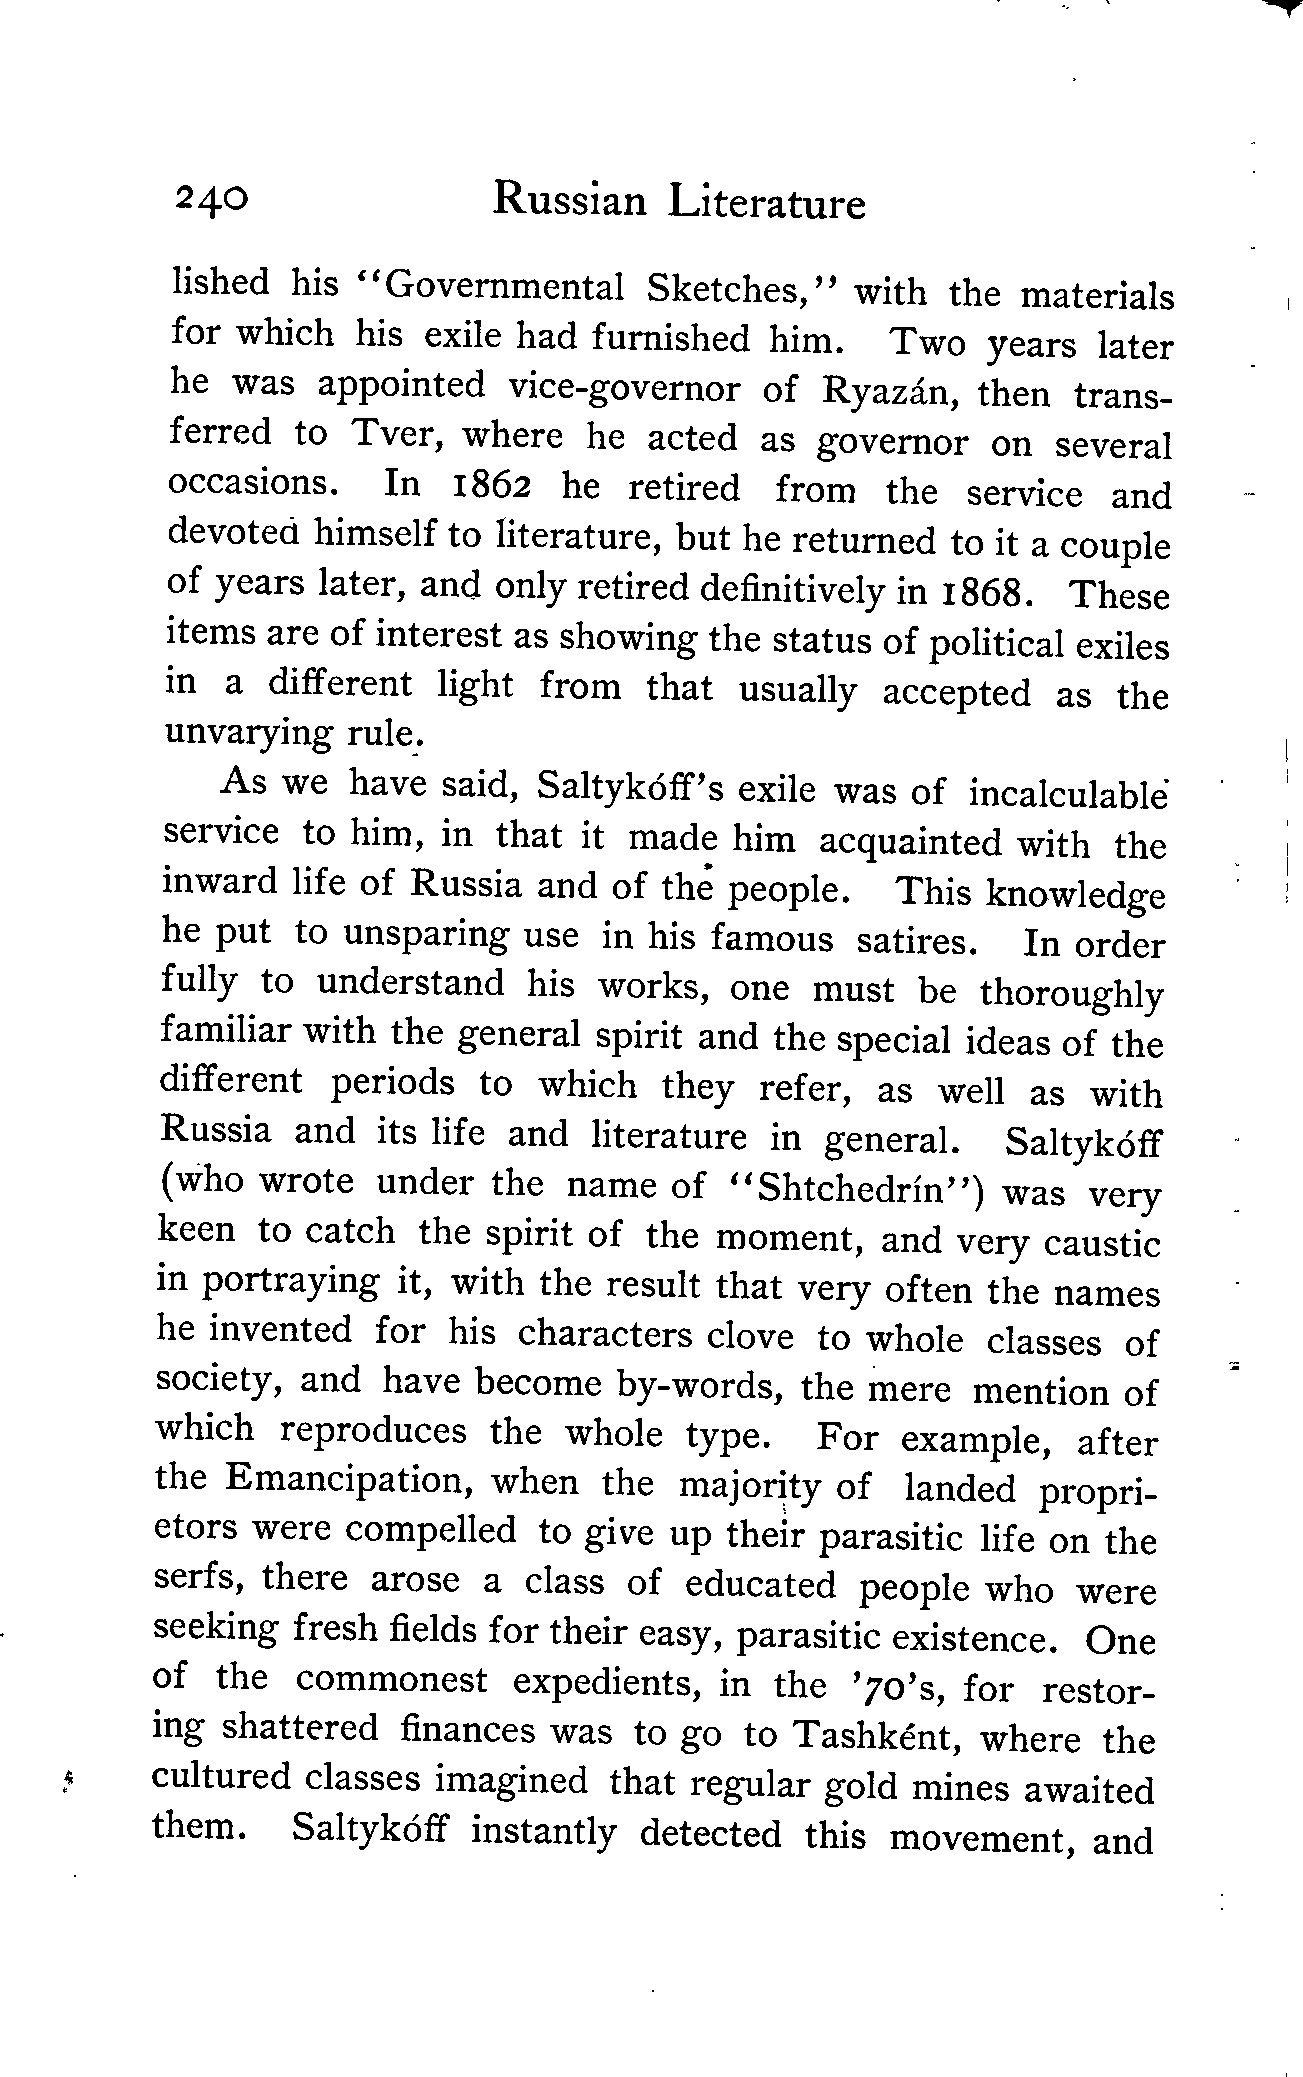 240 Russian Literature
lished his "Governmental Sketches," with the materials
for which his exile had furnished him. Two years later
he was appointed vice-governor of Ryazán, then trans-
ferred to Tver, where he acted as governor on several
occasions. In 1862 he retired from the service and
devoted himself to literature, but he returned to it a couple
of years later, and only retired definitively in 1868. These
items are of interest as showing the status of political exiles
in a different light from that usually accepted as the
unvarying rule.
As we have said, Saltykóff's exile was of incalculable
service to him, in that it made him acquainted with the
inward life of Russia and of the people. This knowledge
he put to unsparing use in his famous satires. In order
fully to understand his works, one must be thoroughly
familiar with the general spirit and the special ideas of the
different periods to which they refer, as well as with
Russia and its life and literature in general. Saltykóff
(who wrote under the name of "Shtchedrín") was very
keen to catch the spirit of the moment, and very caustic
in portraying it, with the result that very often the names
he invented for his characters clove to whole classes of
society, and have become by-words, the mere mention of
which reproduces the whole type. For example, after
the Emancipation, when the majority of landed propri-
etors were compelled to give up their parasitic life on the
serfs, there arose a class of educated people who were
seeking fresh fields for their easy, parasitic existence. One
of the commonest expedients, in the '70's, for restor-
ing shattered finances was to go to Tashként, where the
cultured classes imagined that regular gold mines awaited
them. Saltykóff instantly detected this movement, and